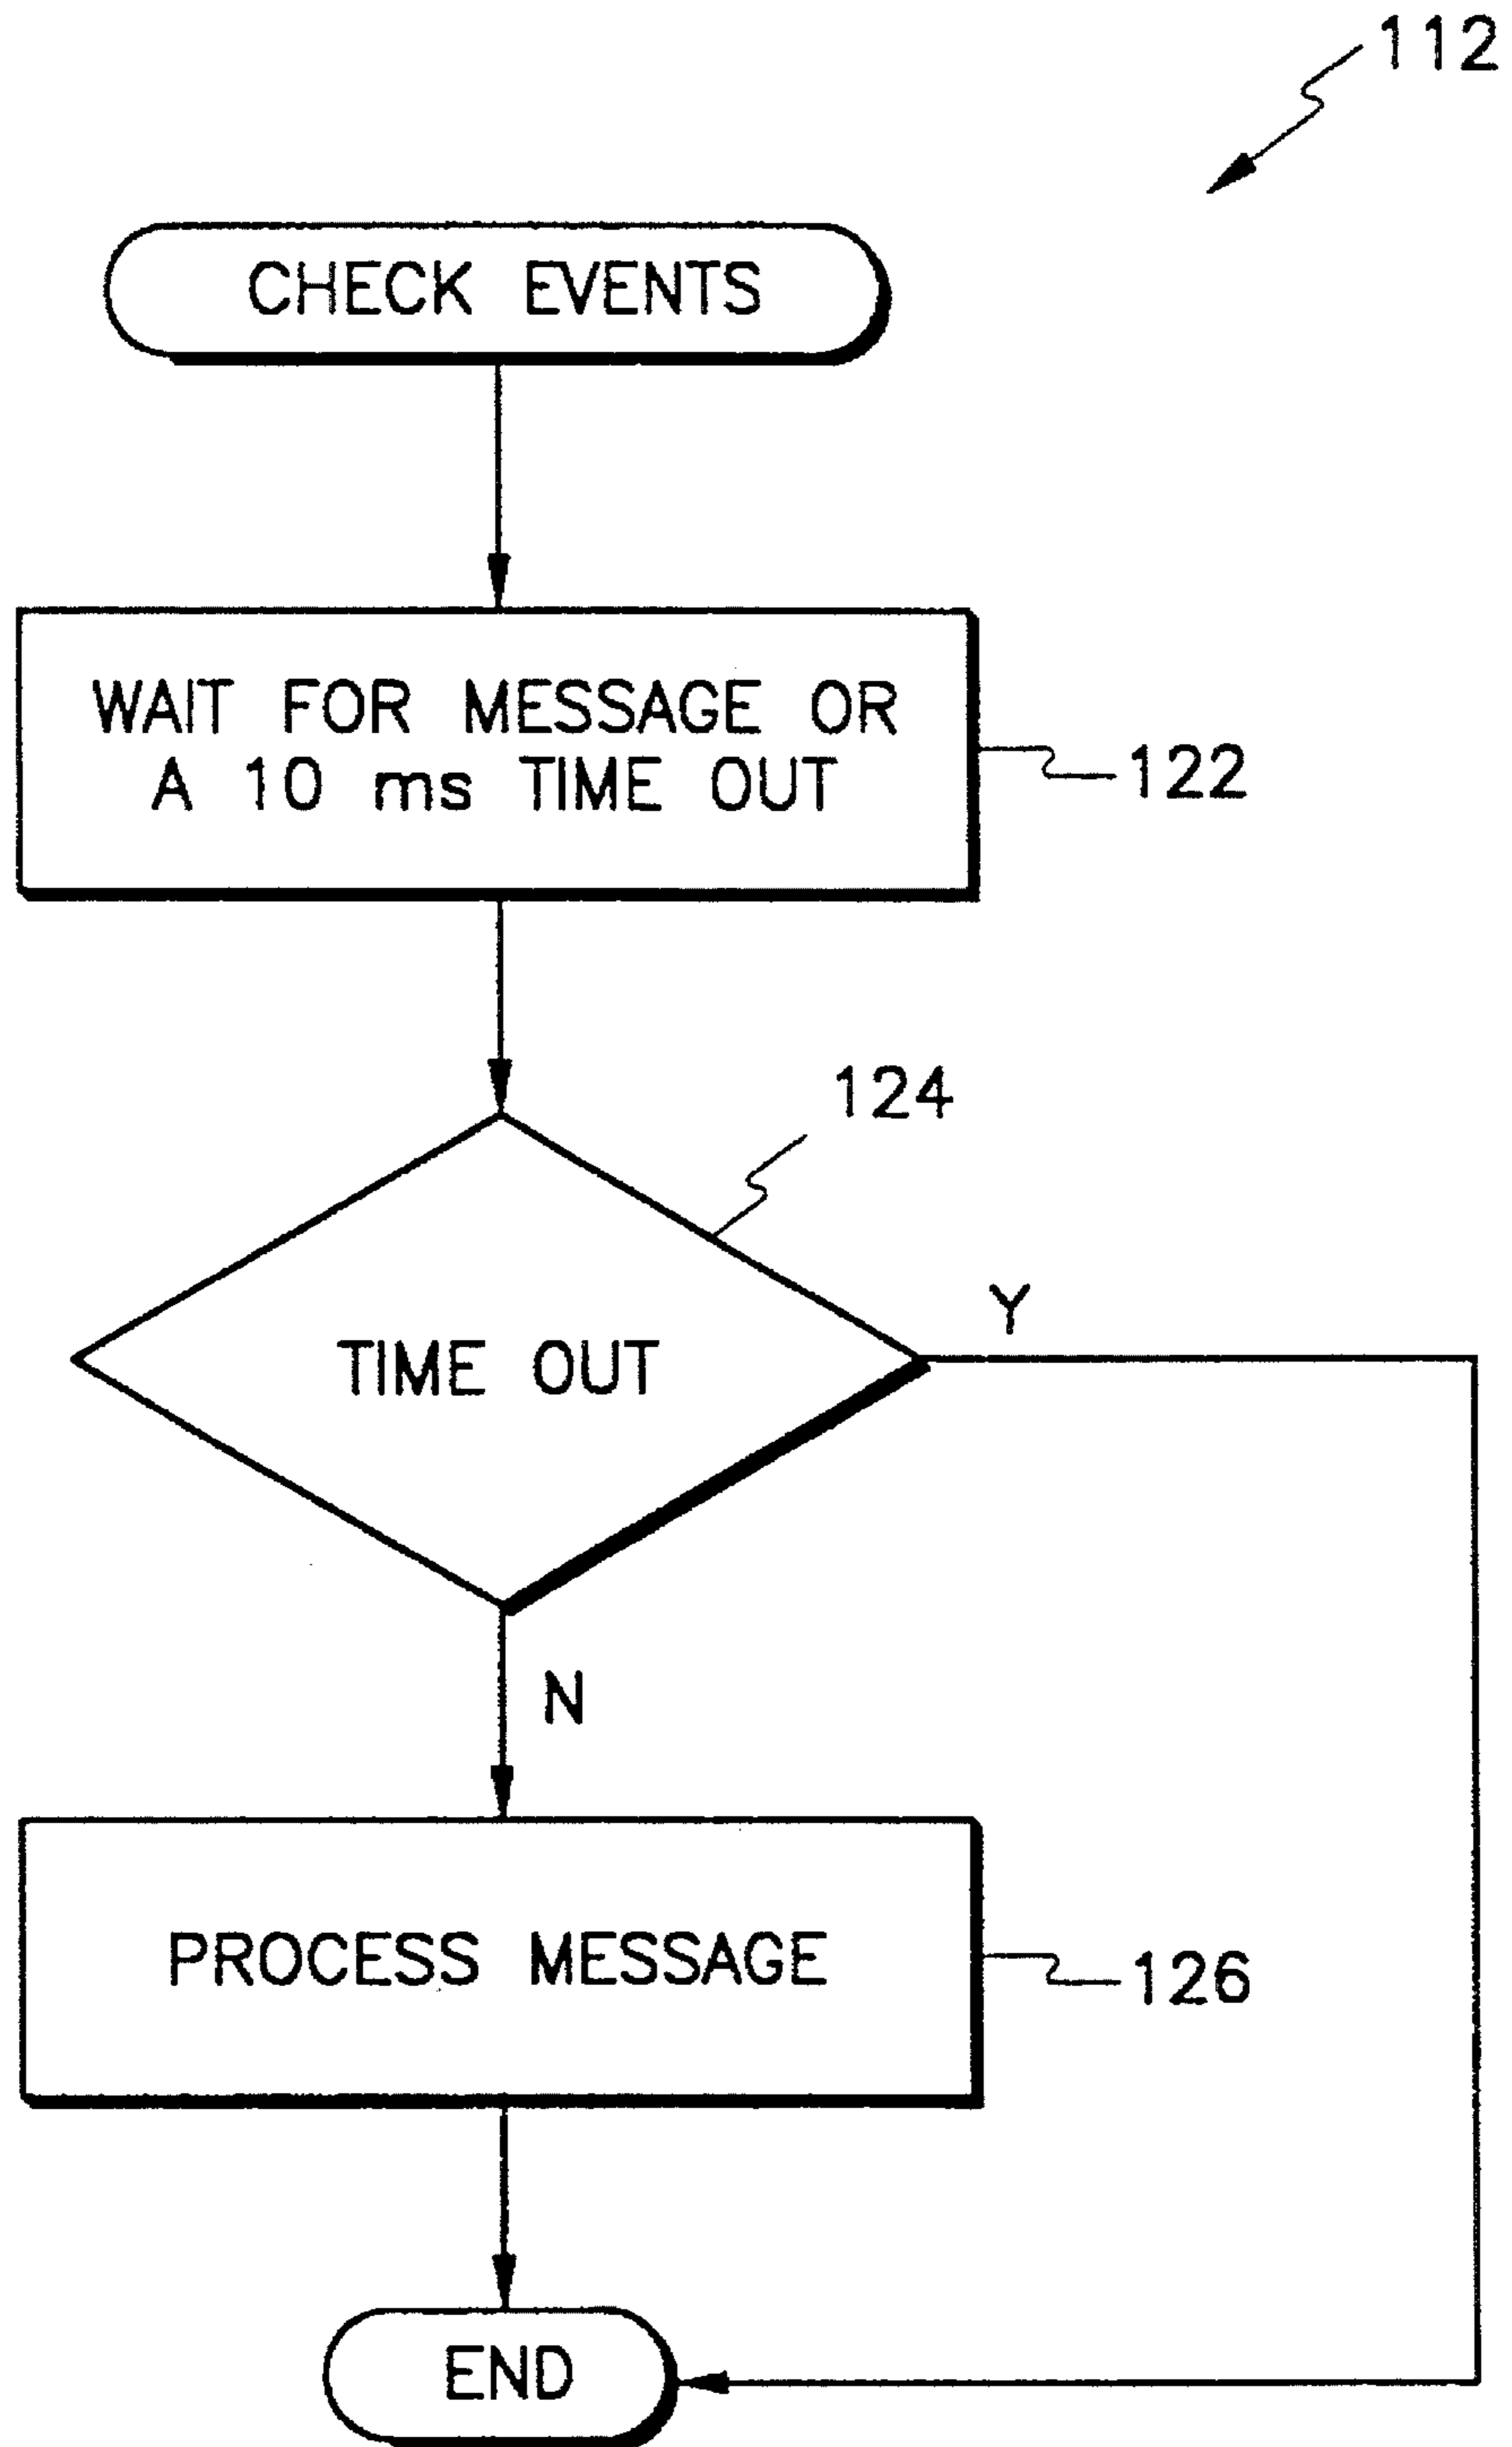 112
CHECK EVENTS
WAIT FOR MESSAGE OR
A 10 ms TIME OUT
122
124
TIME OUT
Y
N
PROCESS MESSAGE
126
END